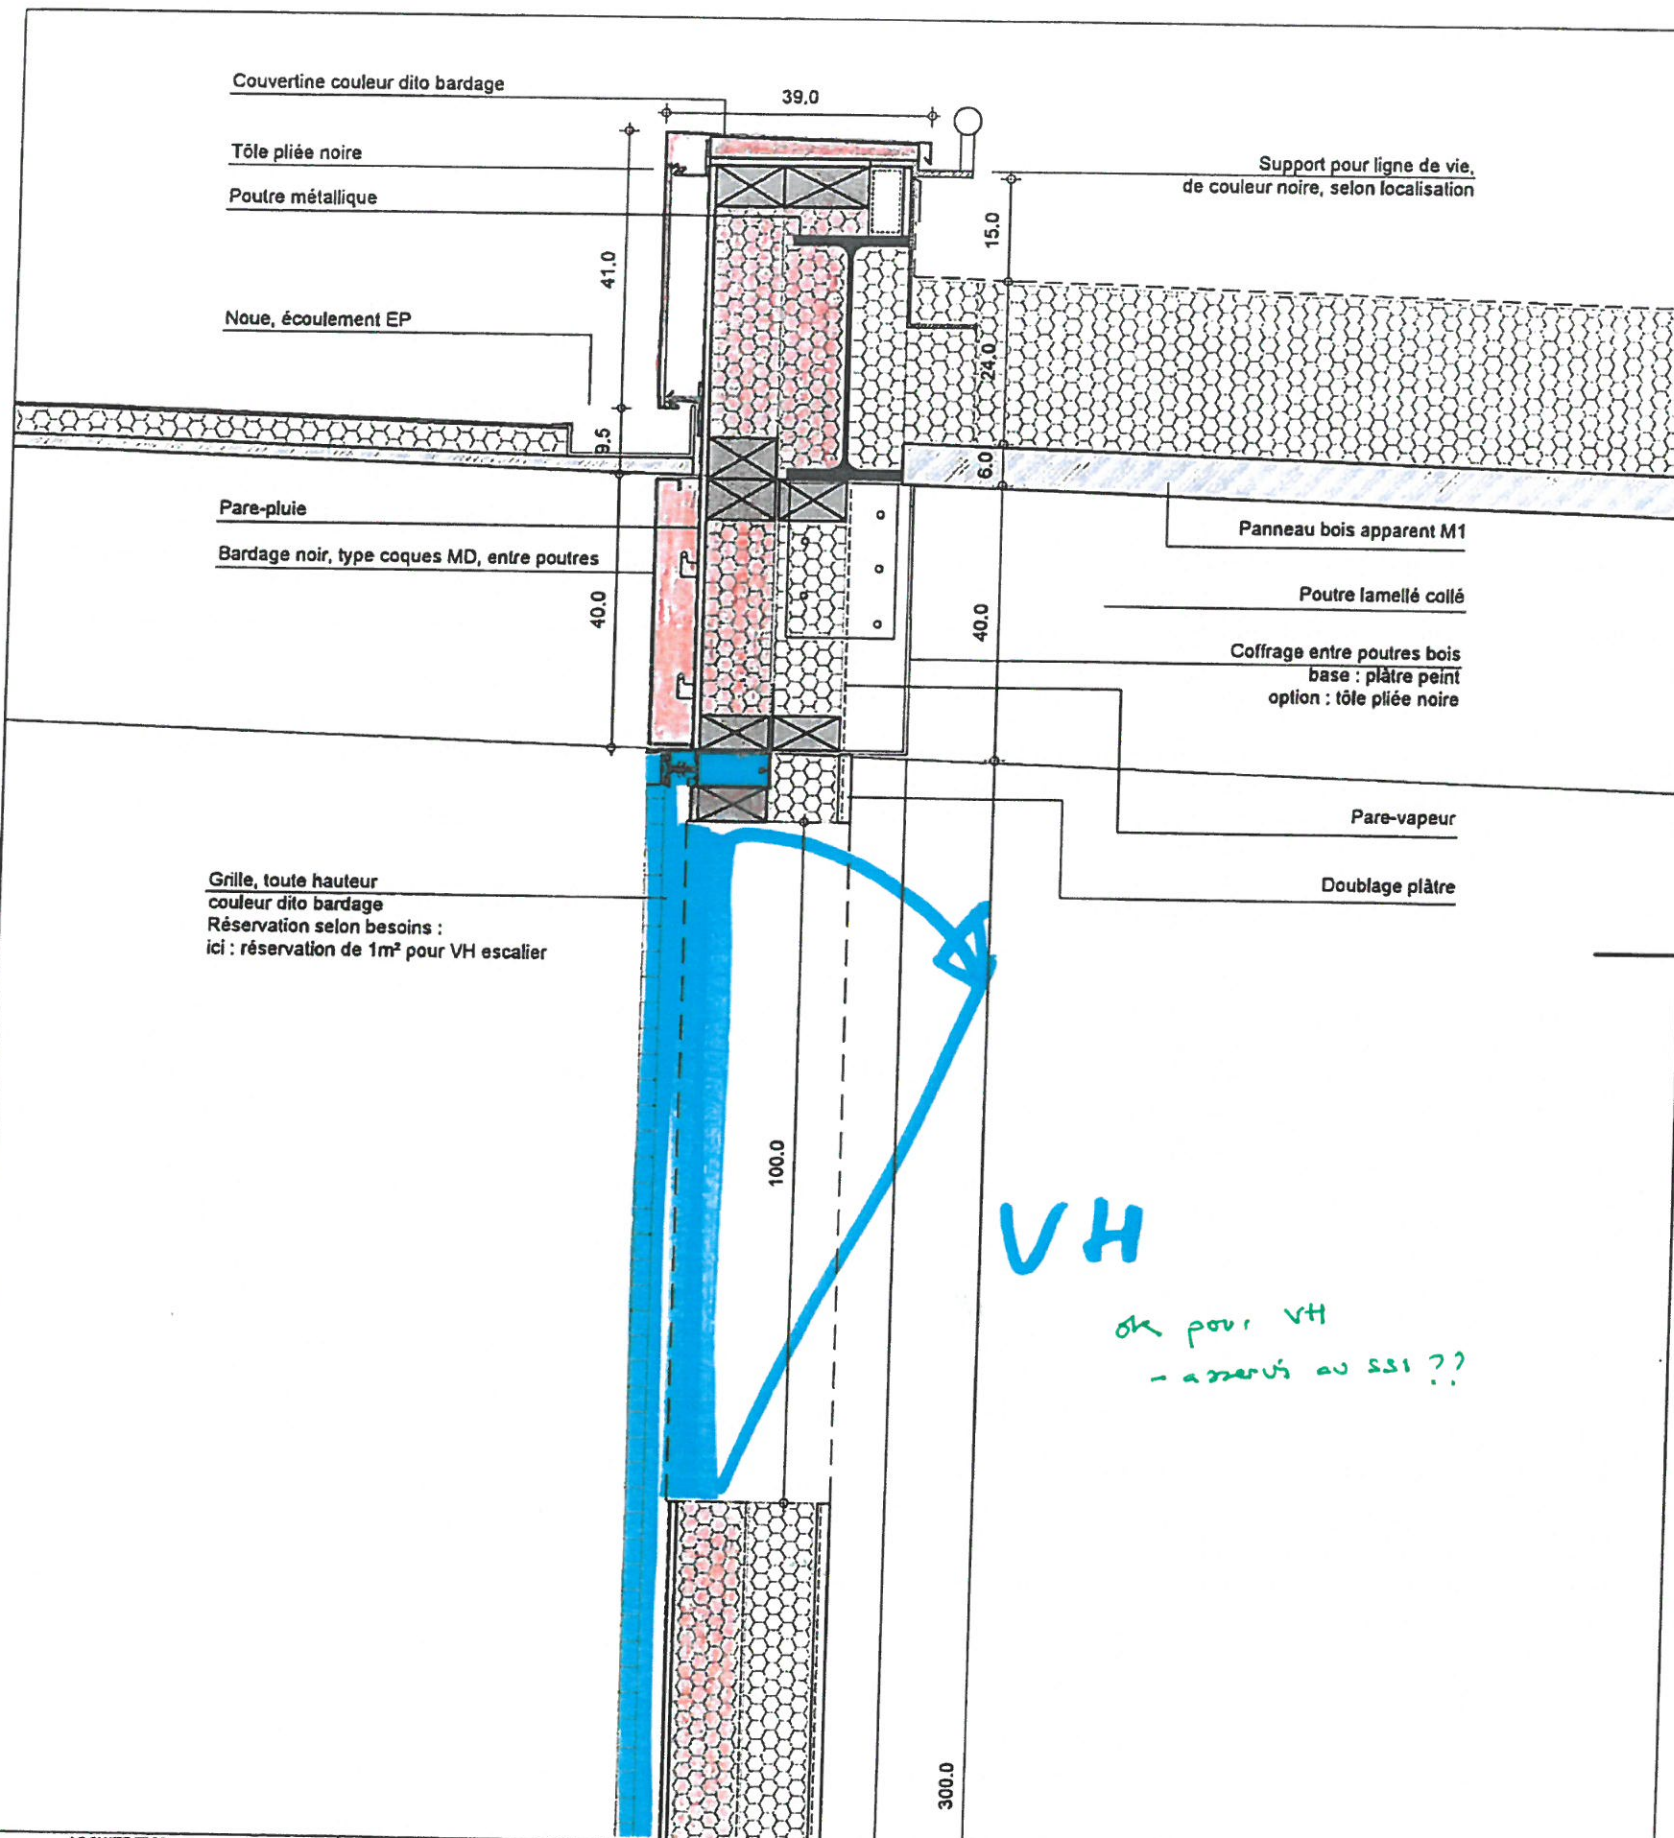 Couvertine couleur dito bardage
39.0
Tôle pliée noire
Support pour ligne de vie,
de couleur noire, selon localisation
Poutre métallique
15.0
41.0
Noue, écoulement EP
24.0
9.5
6.0
Pare-pluie
Panneau bois apparent M1
Bardage noir, type coques MD, entre poutres
40.0
40.0
Poutre lamellé collé
Coffrage entre poutres bois
base : plâtre peint
option : tôle pliée noire
Pare-vapeur
Doublage plâtre
Grille, toute hauteur
couleur dito bardage
Réservation selon besoins :
ici : réservation de 1m² pour VH escalier
100.0
VH
ok pour VH
- asservis au SSI ??
300.0